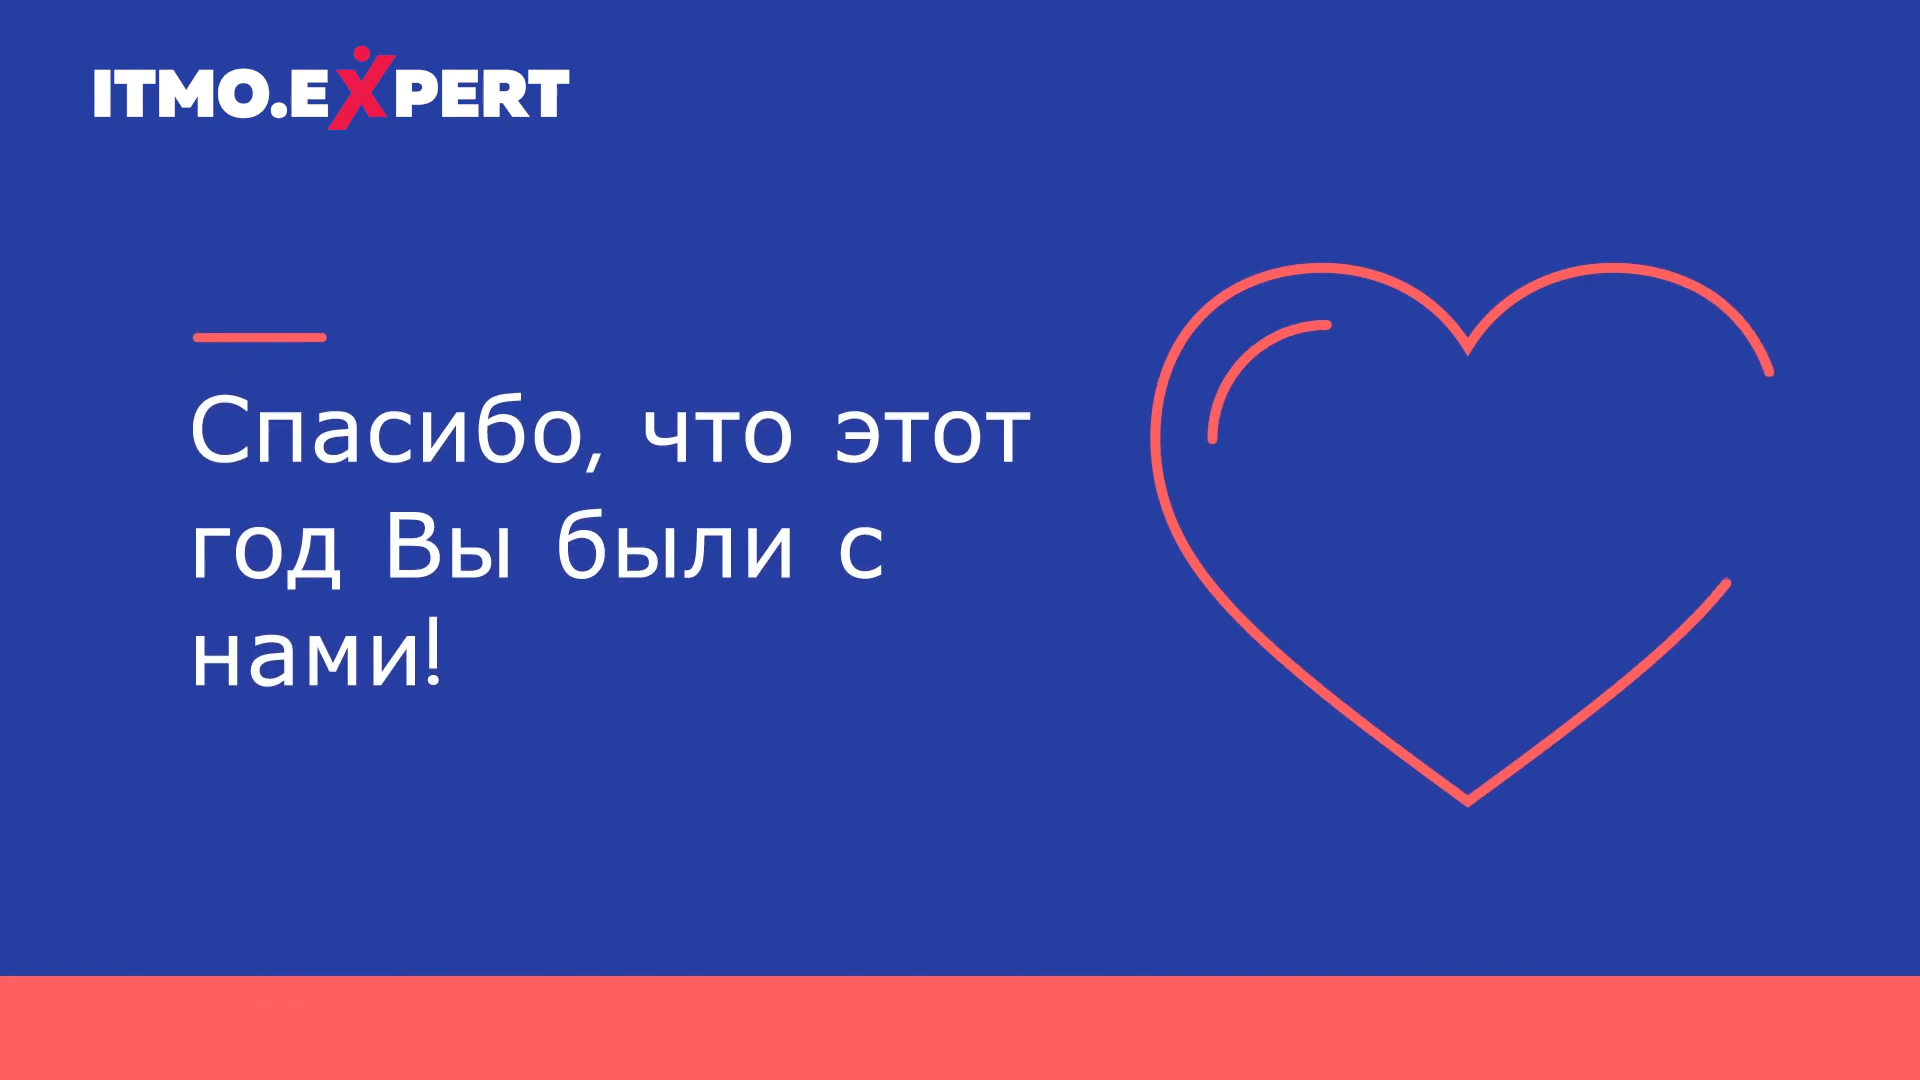 ITMO.EXPERT
Спасибо, что этот
год Вы были с
нами!